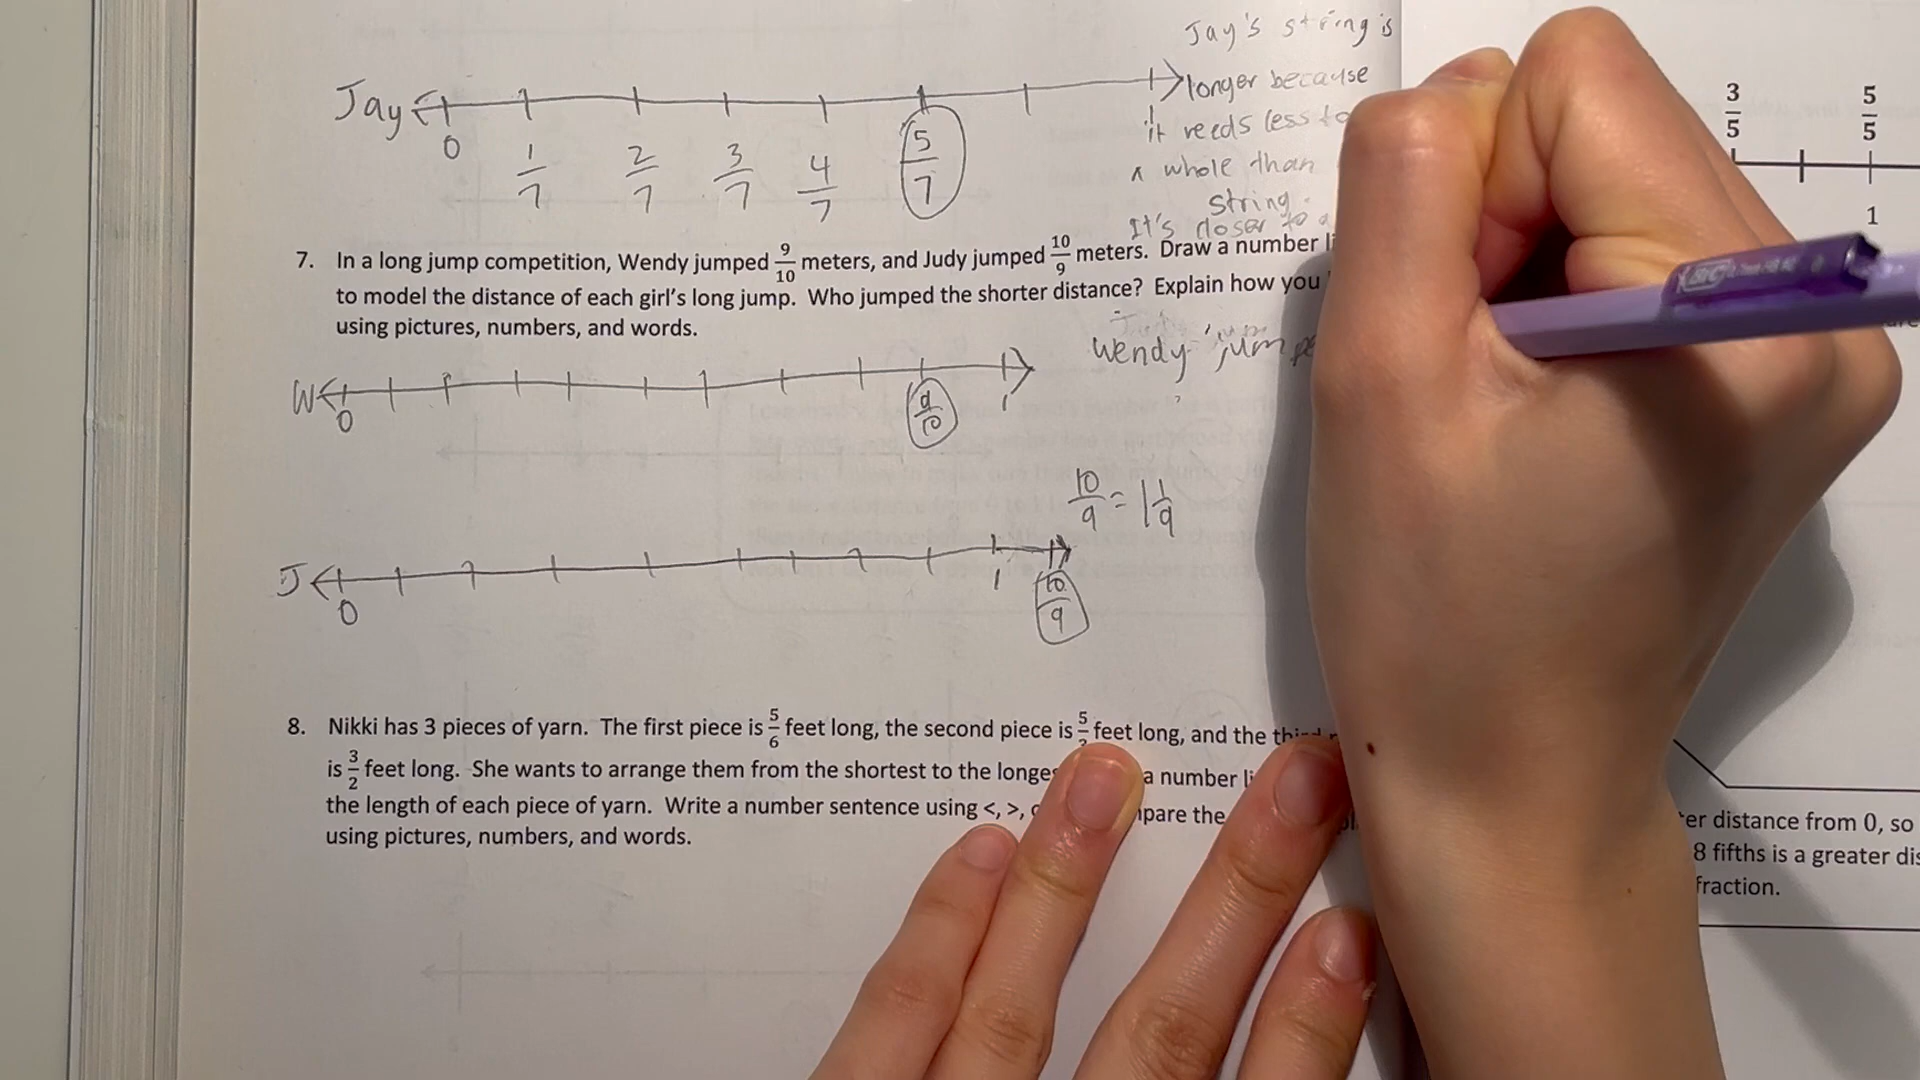 Jay's string is
Jay
longer because
it needs less to
a whole than
string.
It's closer to a
0 1/7 2/7 3/7 4/7 5/7
7. In a long jump competition, Wendy jumped 9/10 meters, and Judy jumped 10/9 meters. Draw a number
to model the distance of each girl's long jump. Who jumped the shorter distance? Explain how you
using pictures, numbers, and words.
Wendy
W
0 9/10 1
10/9 = 1 1/9
J
0 1 10/9
8. Nikki has 3 pieces of yarn. The first piece is 5/6 feet long, the second piece is 5 feet long, and the
is 3/2 feet long. She wants to arrange them from the shortest to the a number
the length of each piece of yarn. Write a number sentence using <, >, the
using pictures, numbers, and words.
3/5 5/5
1
BIC
distance from 0, so
8 fifths is a greater
fraction.